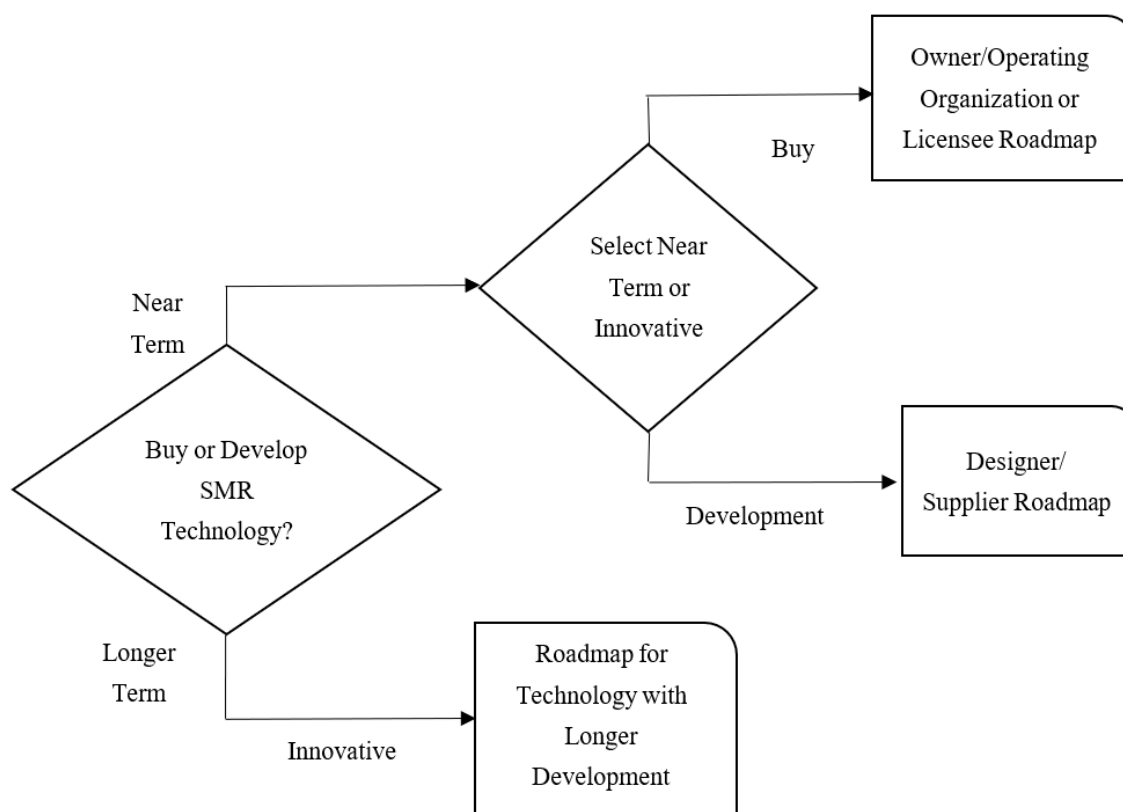 Owner/Operating
Organization or
Licensee Roadmap
Buy
Select Near
Term or
Innovative
Near
Term
Buy or Develop
SMR
Technology?
Designer/
Supplier Roadmap
Development
Longer
Term
Innovative
Roadmap for
Technology with
Longer
Development